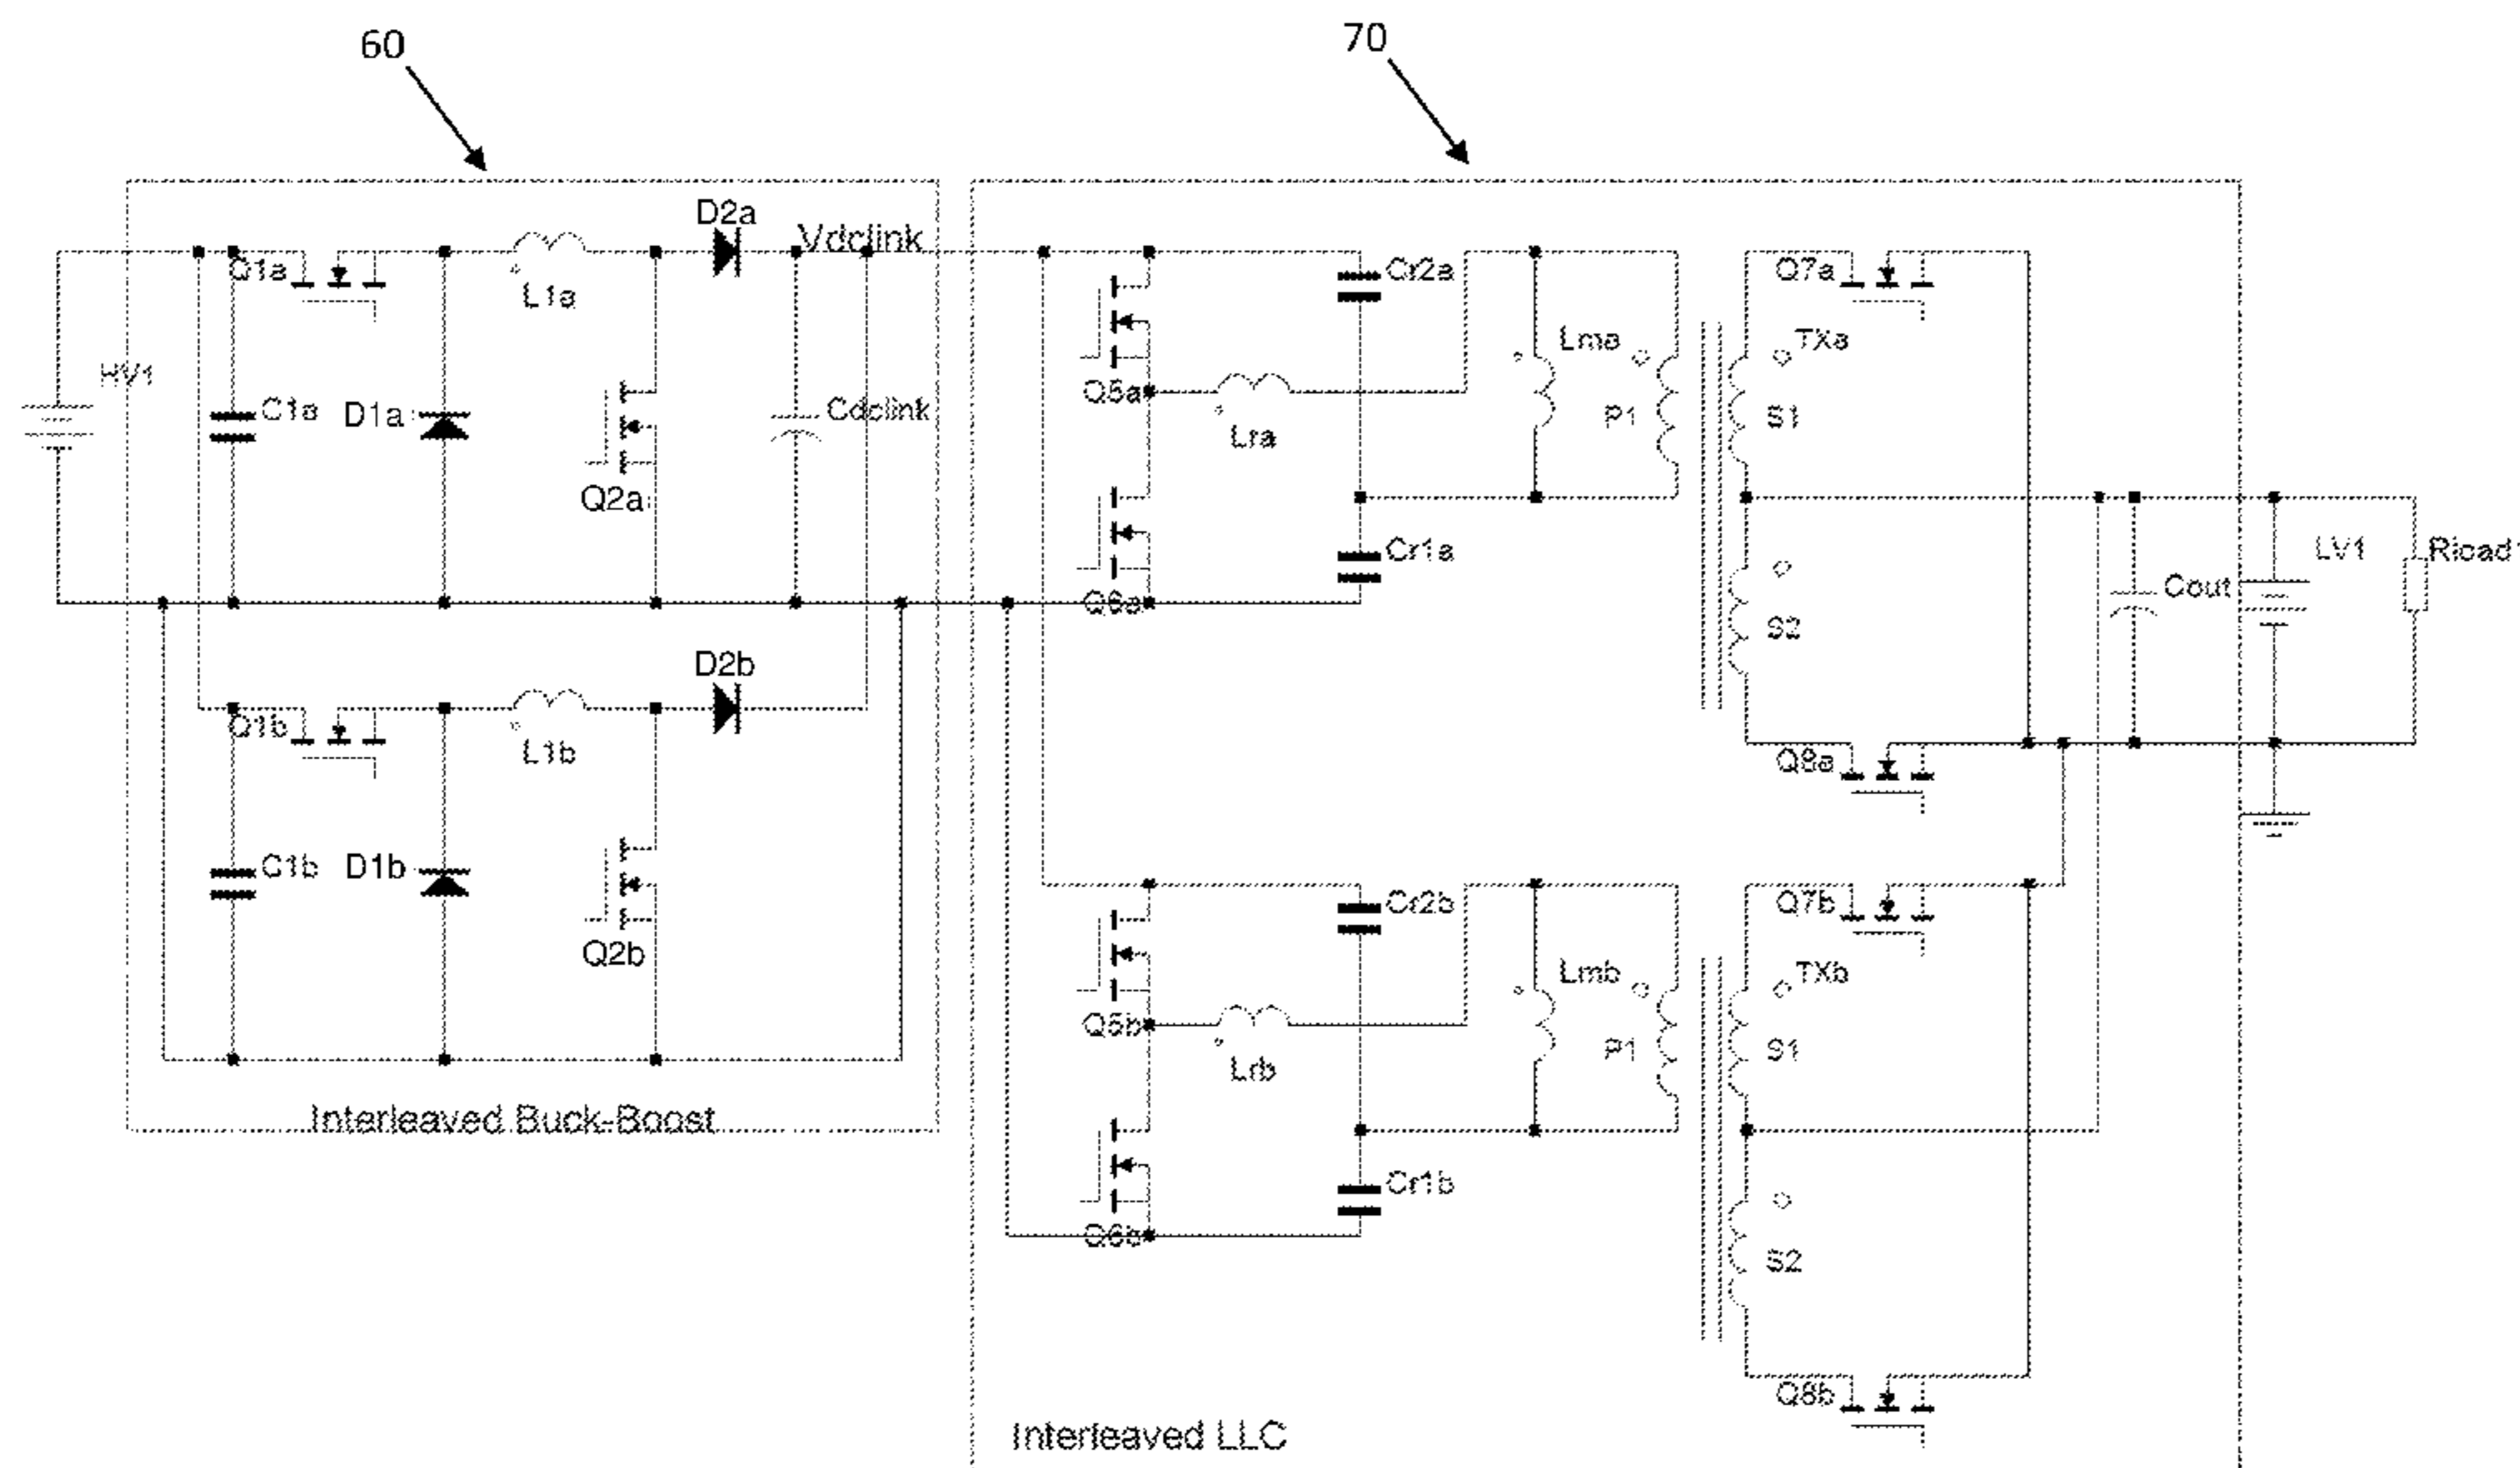 60
70
D2a
Vdclink
Q1a
L1a
Cr2a
Q7a
HV1
C1a
D1a
Cdclink
Q5a
Lra
Lma
P1
TXa
S1
Q2a
Cr1a
Q6a
S2
Cout
LV1
Rload1
D2b
Q1b
L1b
Q8a
C1b
D1b
Q2b
Cr2b
Q7b
Q5b
Lrb
Lmb
P1
TXb
S1
Interleaved Buck-Boost
Cr1b
Q6b
S2
Q8b
Interleaved LLC